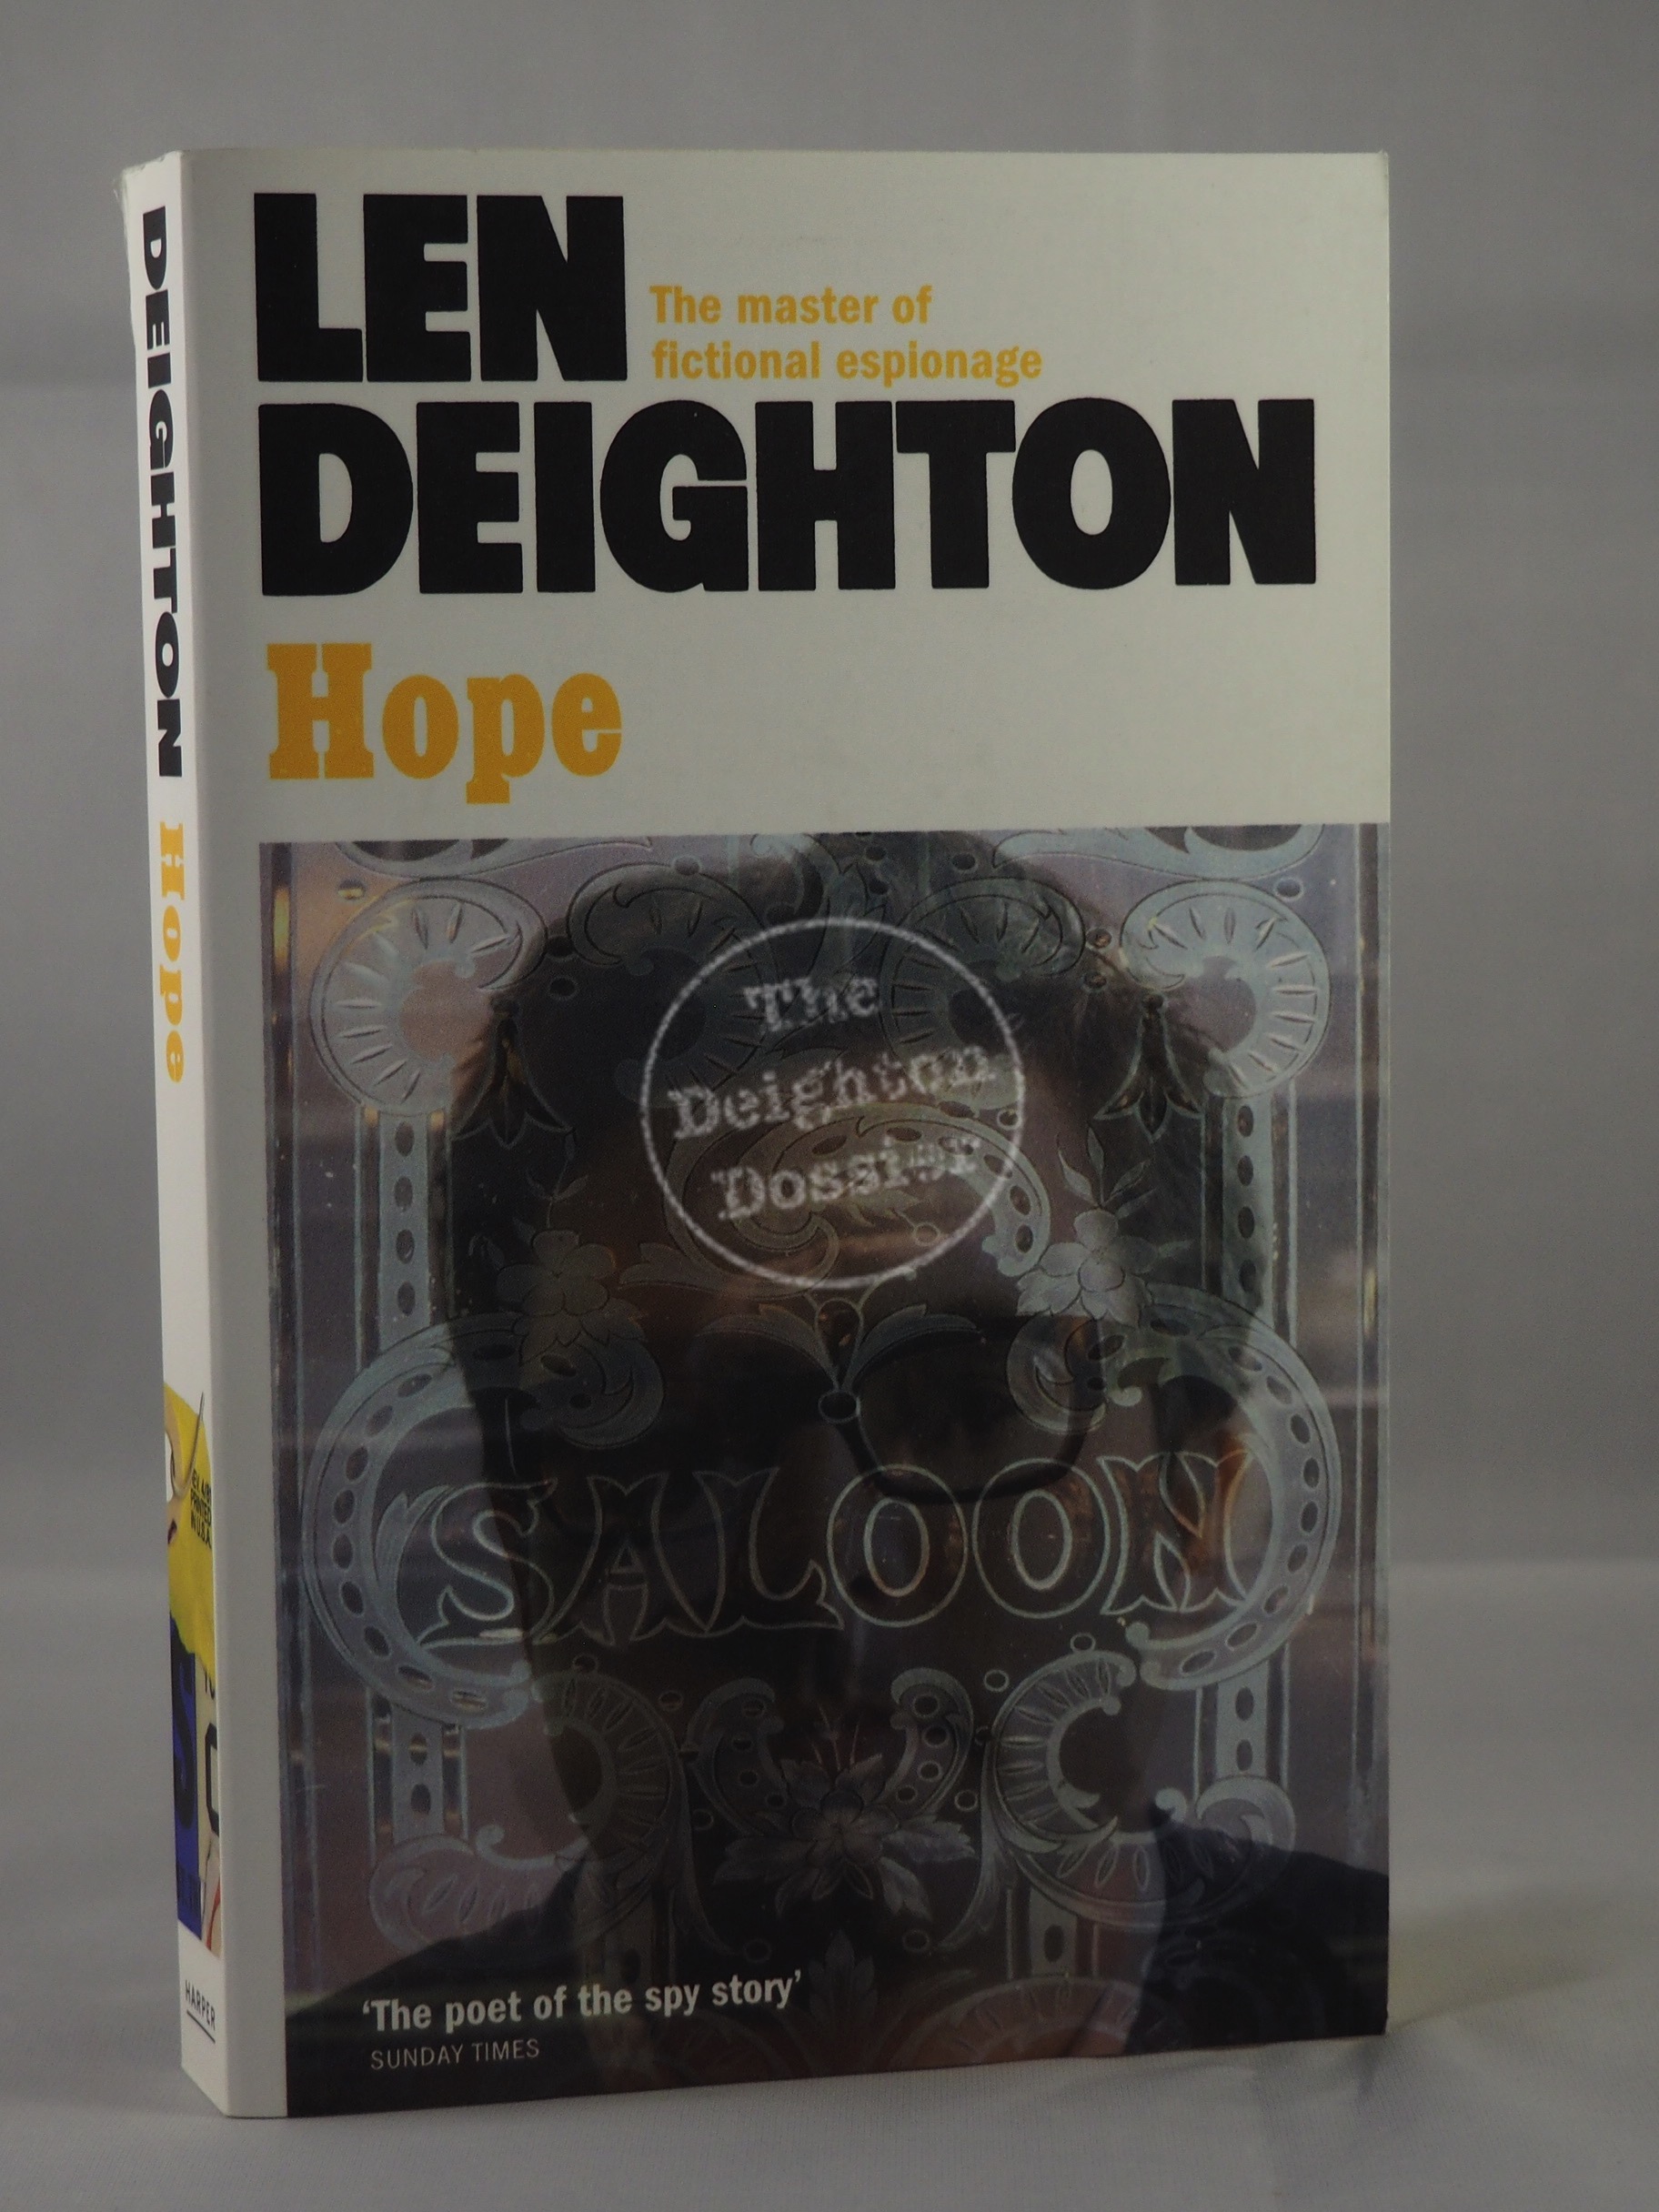 LEN
The master of
fictional espionage
DEIGHTON
Hope
The
Deighton
Dossier
SALOON
‘The poet of the spy story’
SUNDAY TIMES
DEIGHTON Hope
HARPER